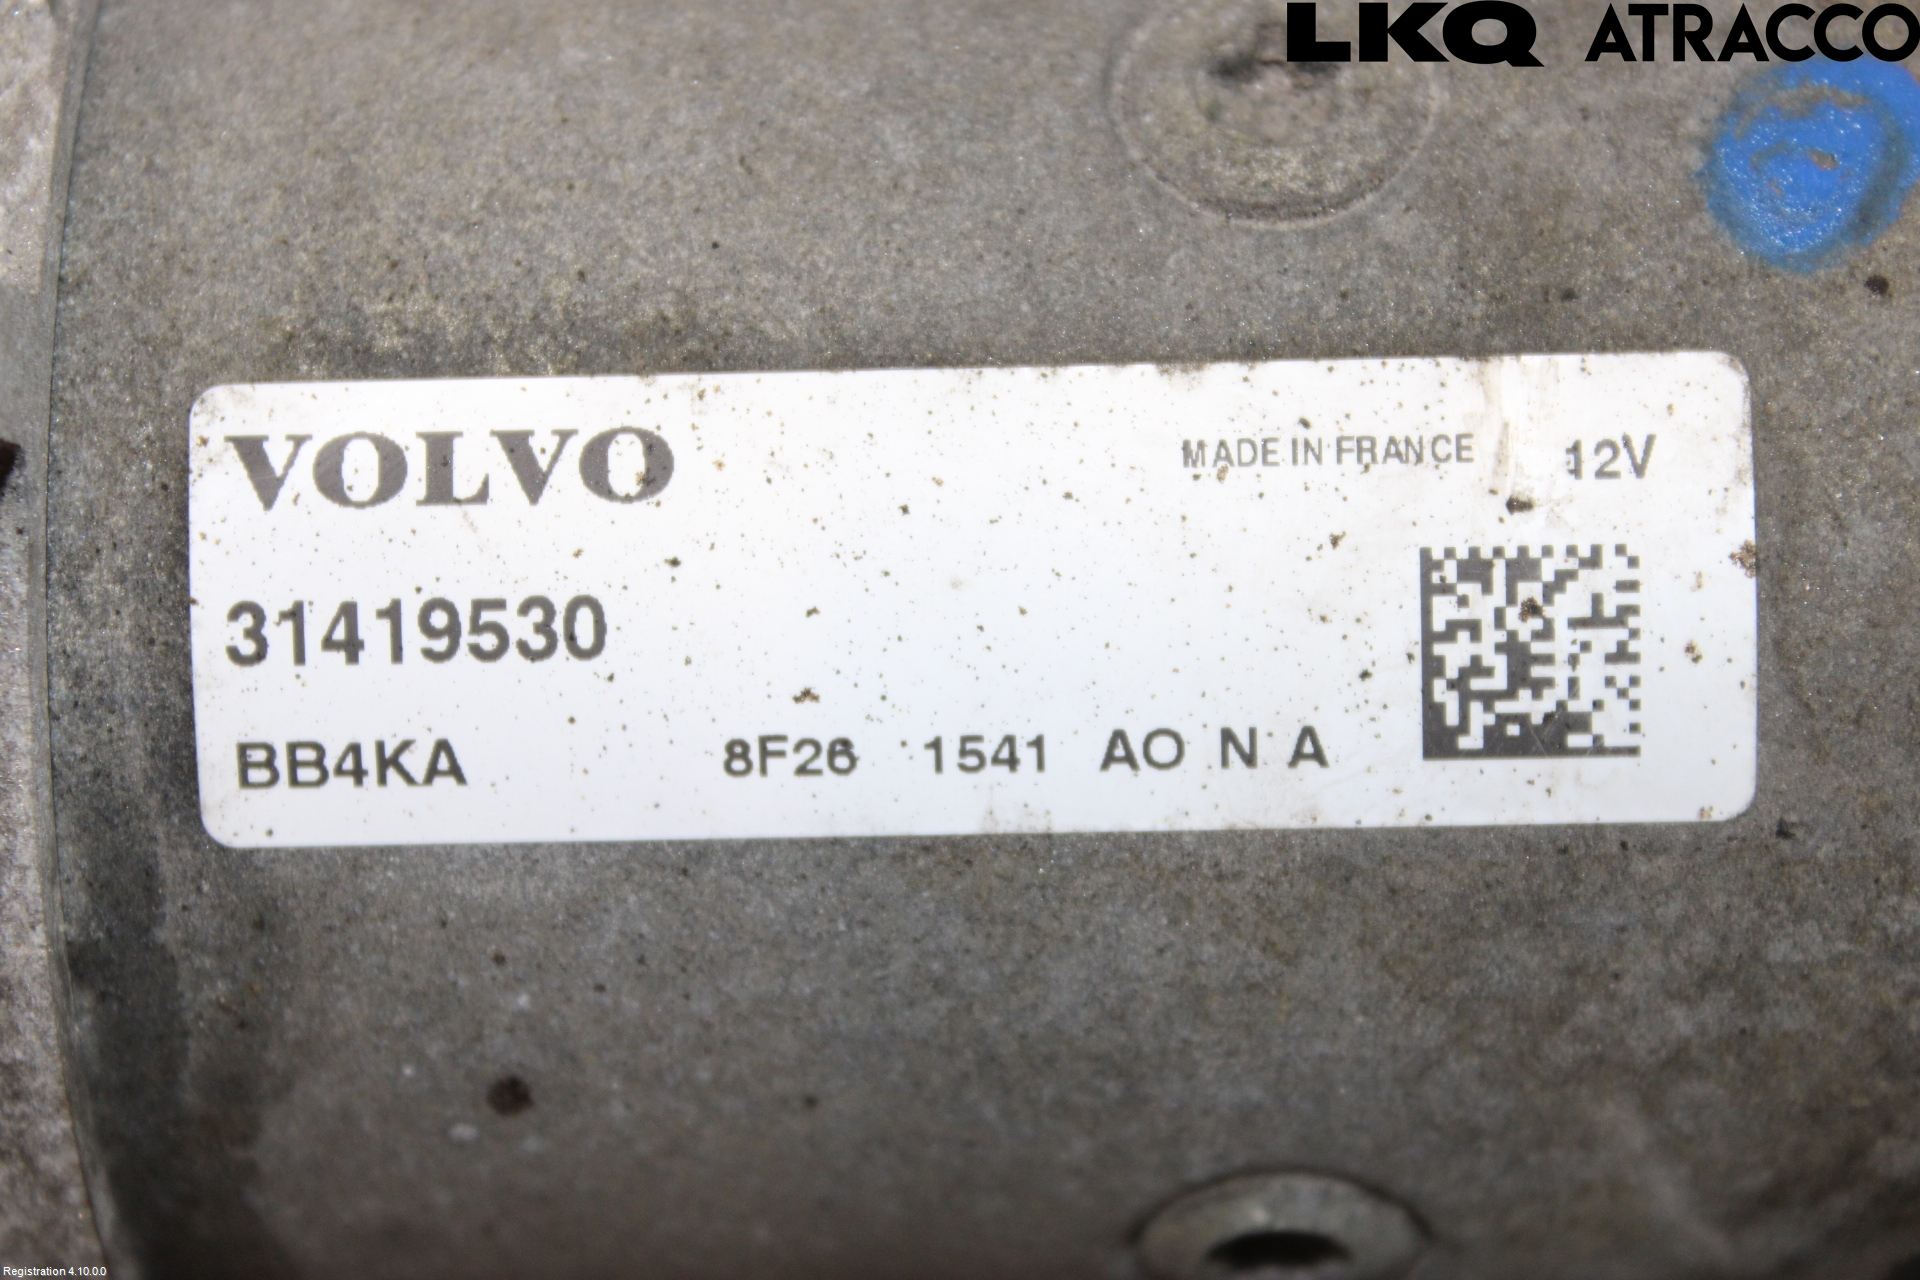 LKQ ATRACCO
VOLVO MADE IN FRANCE 12V
31419530
BB4KA 8F26 1541 AO N A
Registration 4.10.0.0